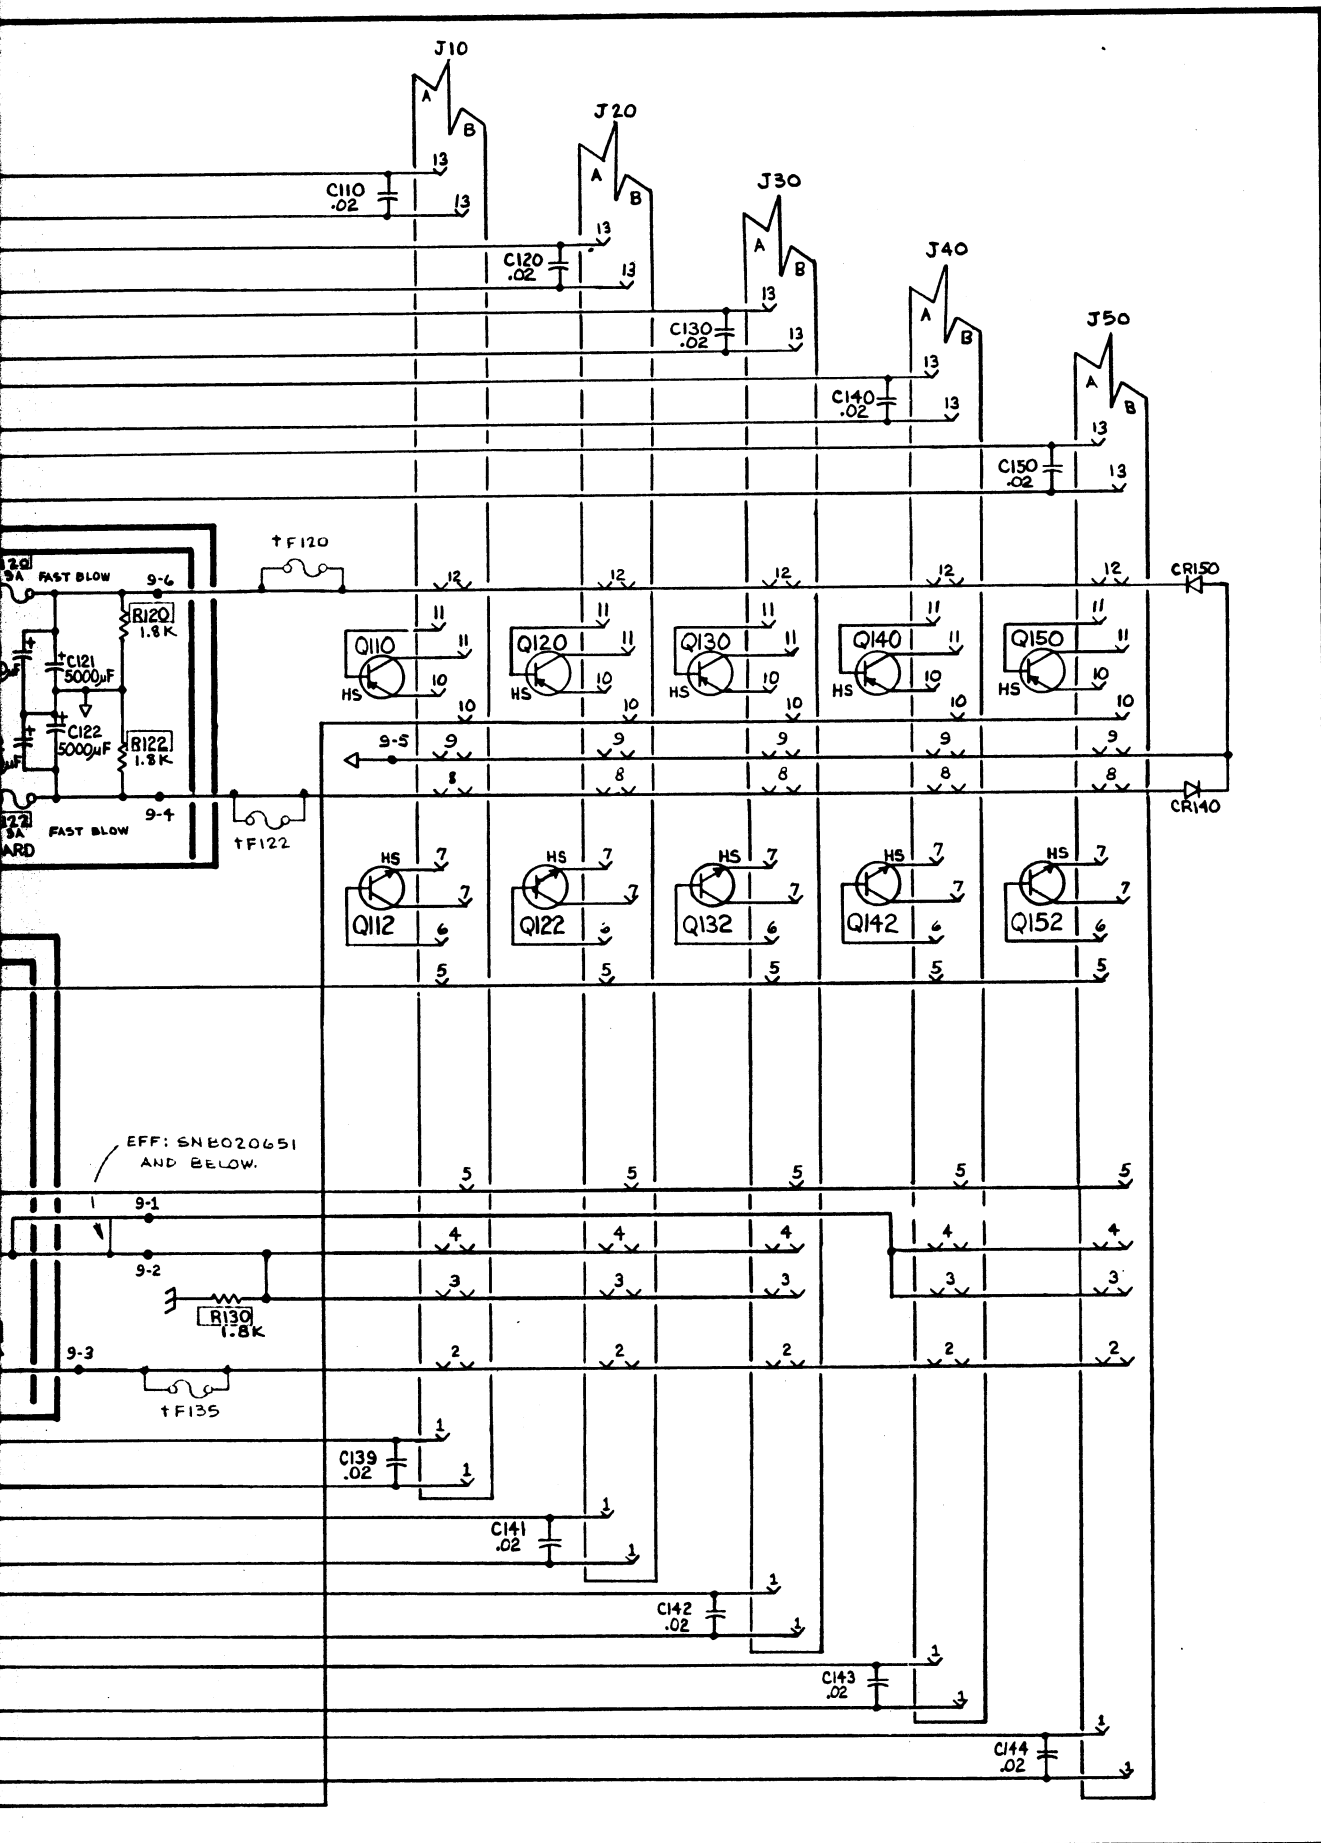 J10
A
B
13
C110
.02
13
J20
A
B
13
C120
.02
13
J30
A
B
13
C130
.02
13
J40
A
B
13
C140
.02
13
J50
A
B
13
C150
.02
13
†F120
FAST BLOW
9-6
12
12
12
12
12
CR150
R120
1.8K
+
+
C121
5000µF
11
11
11
11
11
Q110
11
Q120
11
Q130
11
Q140
11
Q150
11
HS
10
HS
10
HS
10
HS
10
HS
10
10
10
10
10
10
+
+
C122
5000µF
R122
1.8K
9-5
9
9
9
9
9
8
8
8
8
8
9-4
CR140
FAST BLOW
ARD
†F122
HS
7
HS
7
HS
7
HS
7
HS
7
7
7
7
7
7
Q112
6
Q122
6
Q132
6
Q142
6
Q152
6
5
5
5
5
5
EFF: SNB020651
AND BELOW.
5
5
5
5
5
9-1
4
4
4
4
4
9-2
3
3
3
3
3
R130
1.8K
9-3
2
2
2
2
2
†F135
1
C139
.02
1
1
C141
.02
1
1
C142
.02
1
1
C143
.02
1
1
C144
.02
1